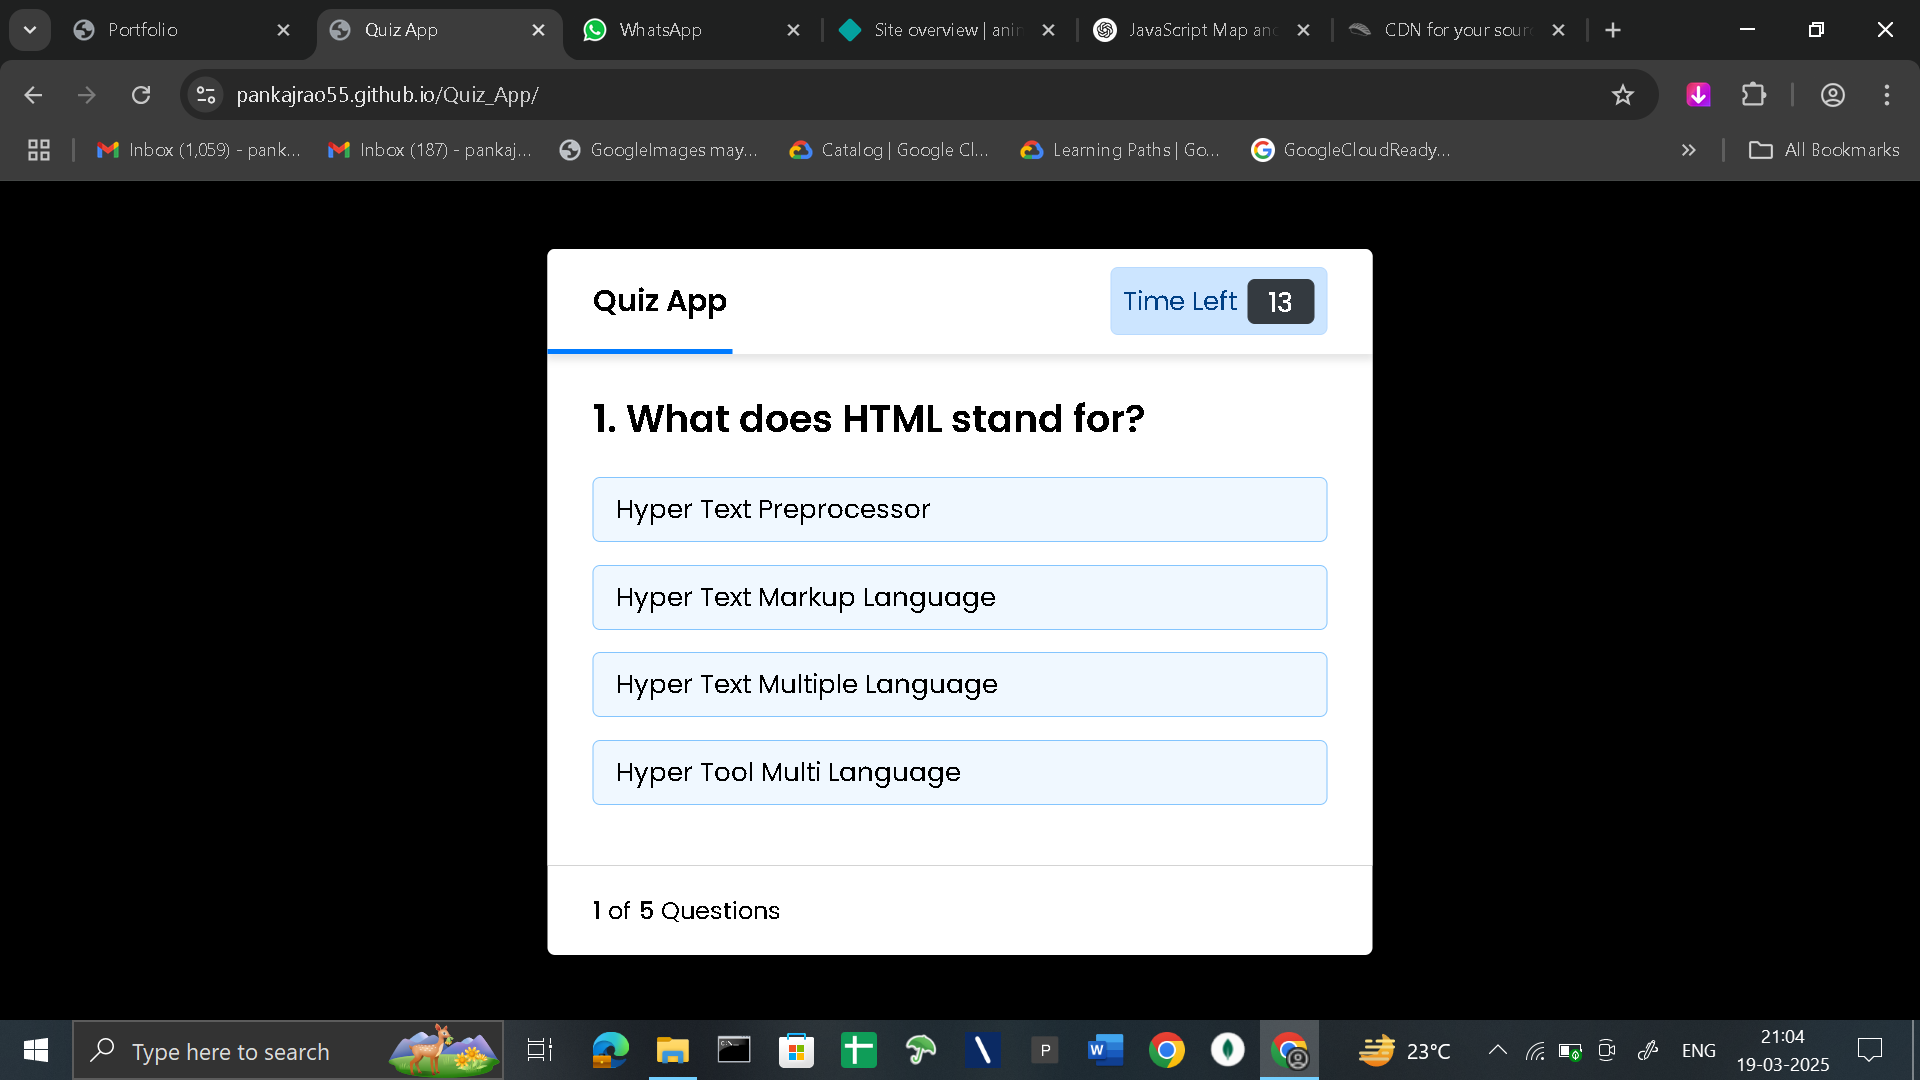 Portfolio
Quiz App
WhatsApp
Site overview | anir
JavaScript Map and
CDN for your sour
pankajrao55.github.io/Quiz_App/
Inbox (1,059) - pank...
Inbox (187) - pankaj...
GoogleImages may...
Catalog | Google Cl...
Learning Paths | Go...
GoogleCloudReady...
All Bookmarks
Quiz App
Time Left 13
1. What does HTML stand for?
Hyper Text Preprocessor
Hyper Text Markup Language
Hyper Text Multiple Language
Hyper Tool Multi Language
1 of 5 Questions
Type here to search
P
W
23°C
ENG
21:04
19-03-2025